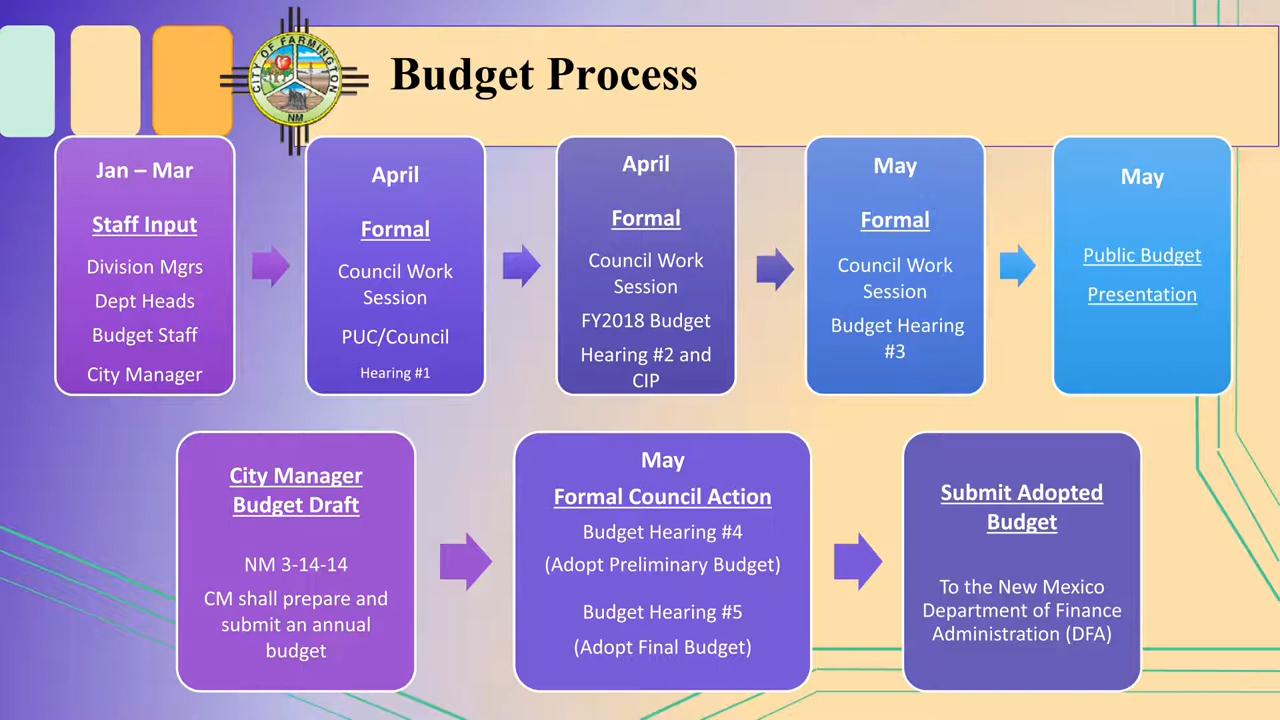 CITY OF FARMINGTON
NM
Budget Process
Jan – Mar
Staff Input
Division Mgrs
Dept Heads
Budget Staff
City Manager
April
Formal
Council Work
Session
PUC/Council
Hearing #1
April
Formal
Council Work
Session
FY2018 Budget
Hearing #2 and
CIP
May
Formal
Council Work
Session
Budget Hearing
#3
May
Public Budget
Presentation
City Manager
Budget Draft
NM 3-14-14
CM shall prepare and
submit an annual
budget
May
Formal Council Action
Budget Hearing #4
(Adopt Preliminary Budget)
Budget Hearing #5
(Adopt Final Budget)
Submit Adopted
Budget
To the New Mexico
Department of Finance
Administration (DFA)